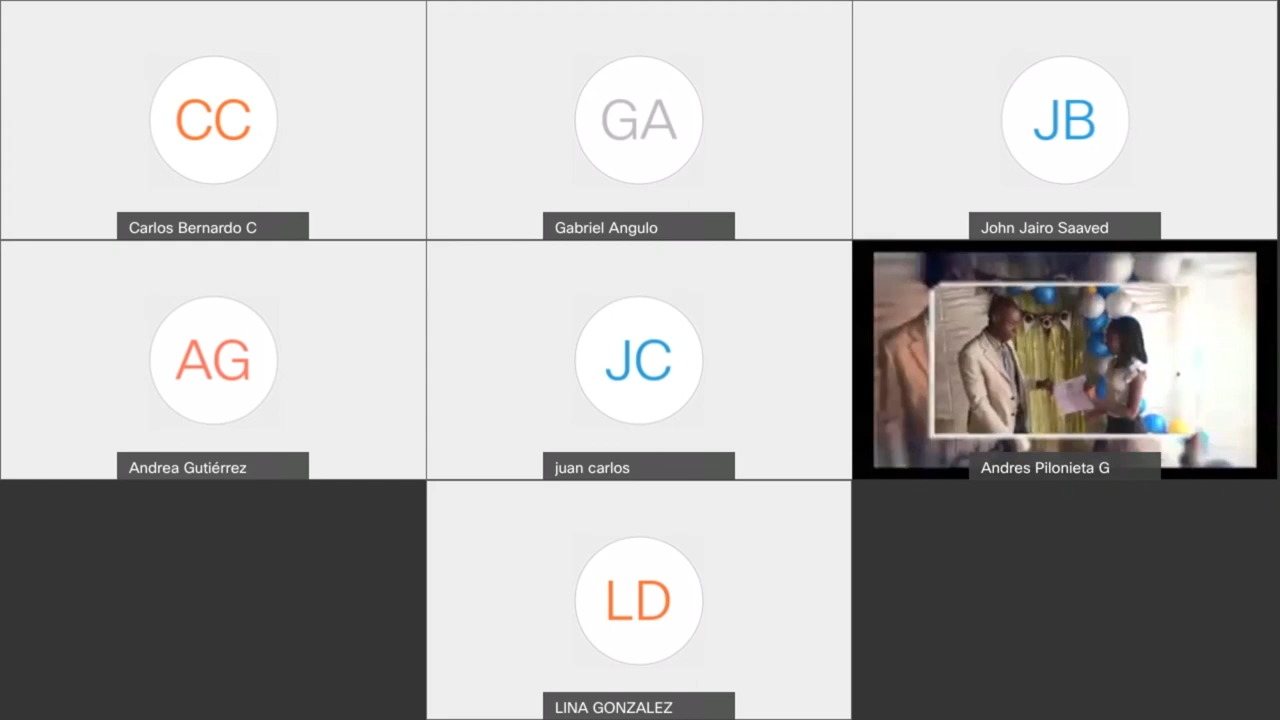 CC
GA
JB
Carlos Bernardo C
Gabriel Angulo
John Jairo Saaved
AG
JC
Andrea Gutiérrez
juan carlos
Andres Pilonieta G
LD
LINA GONZALEZ